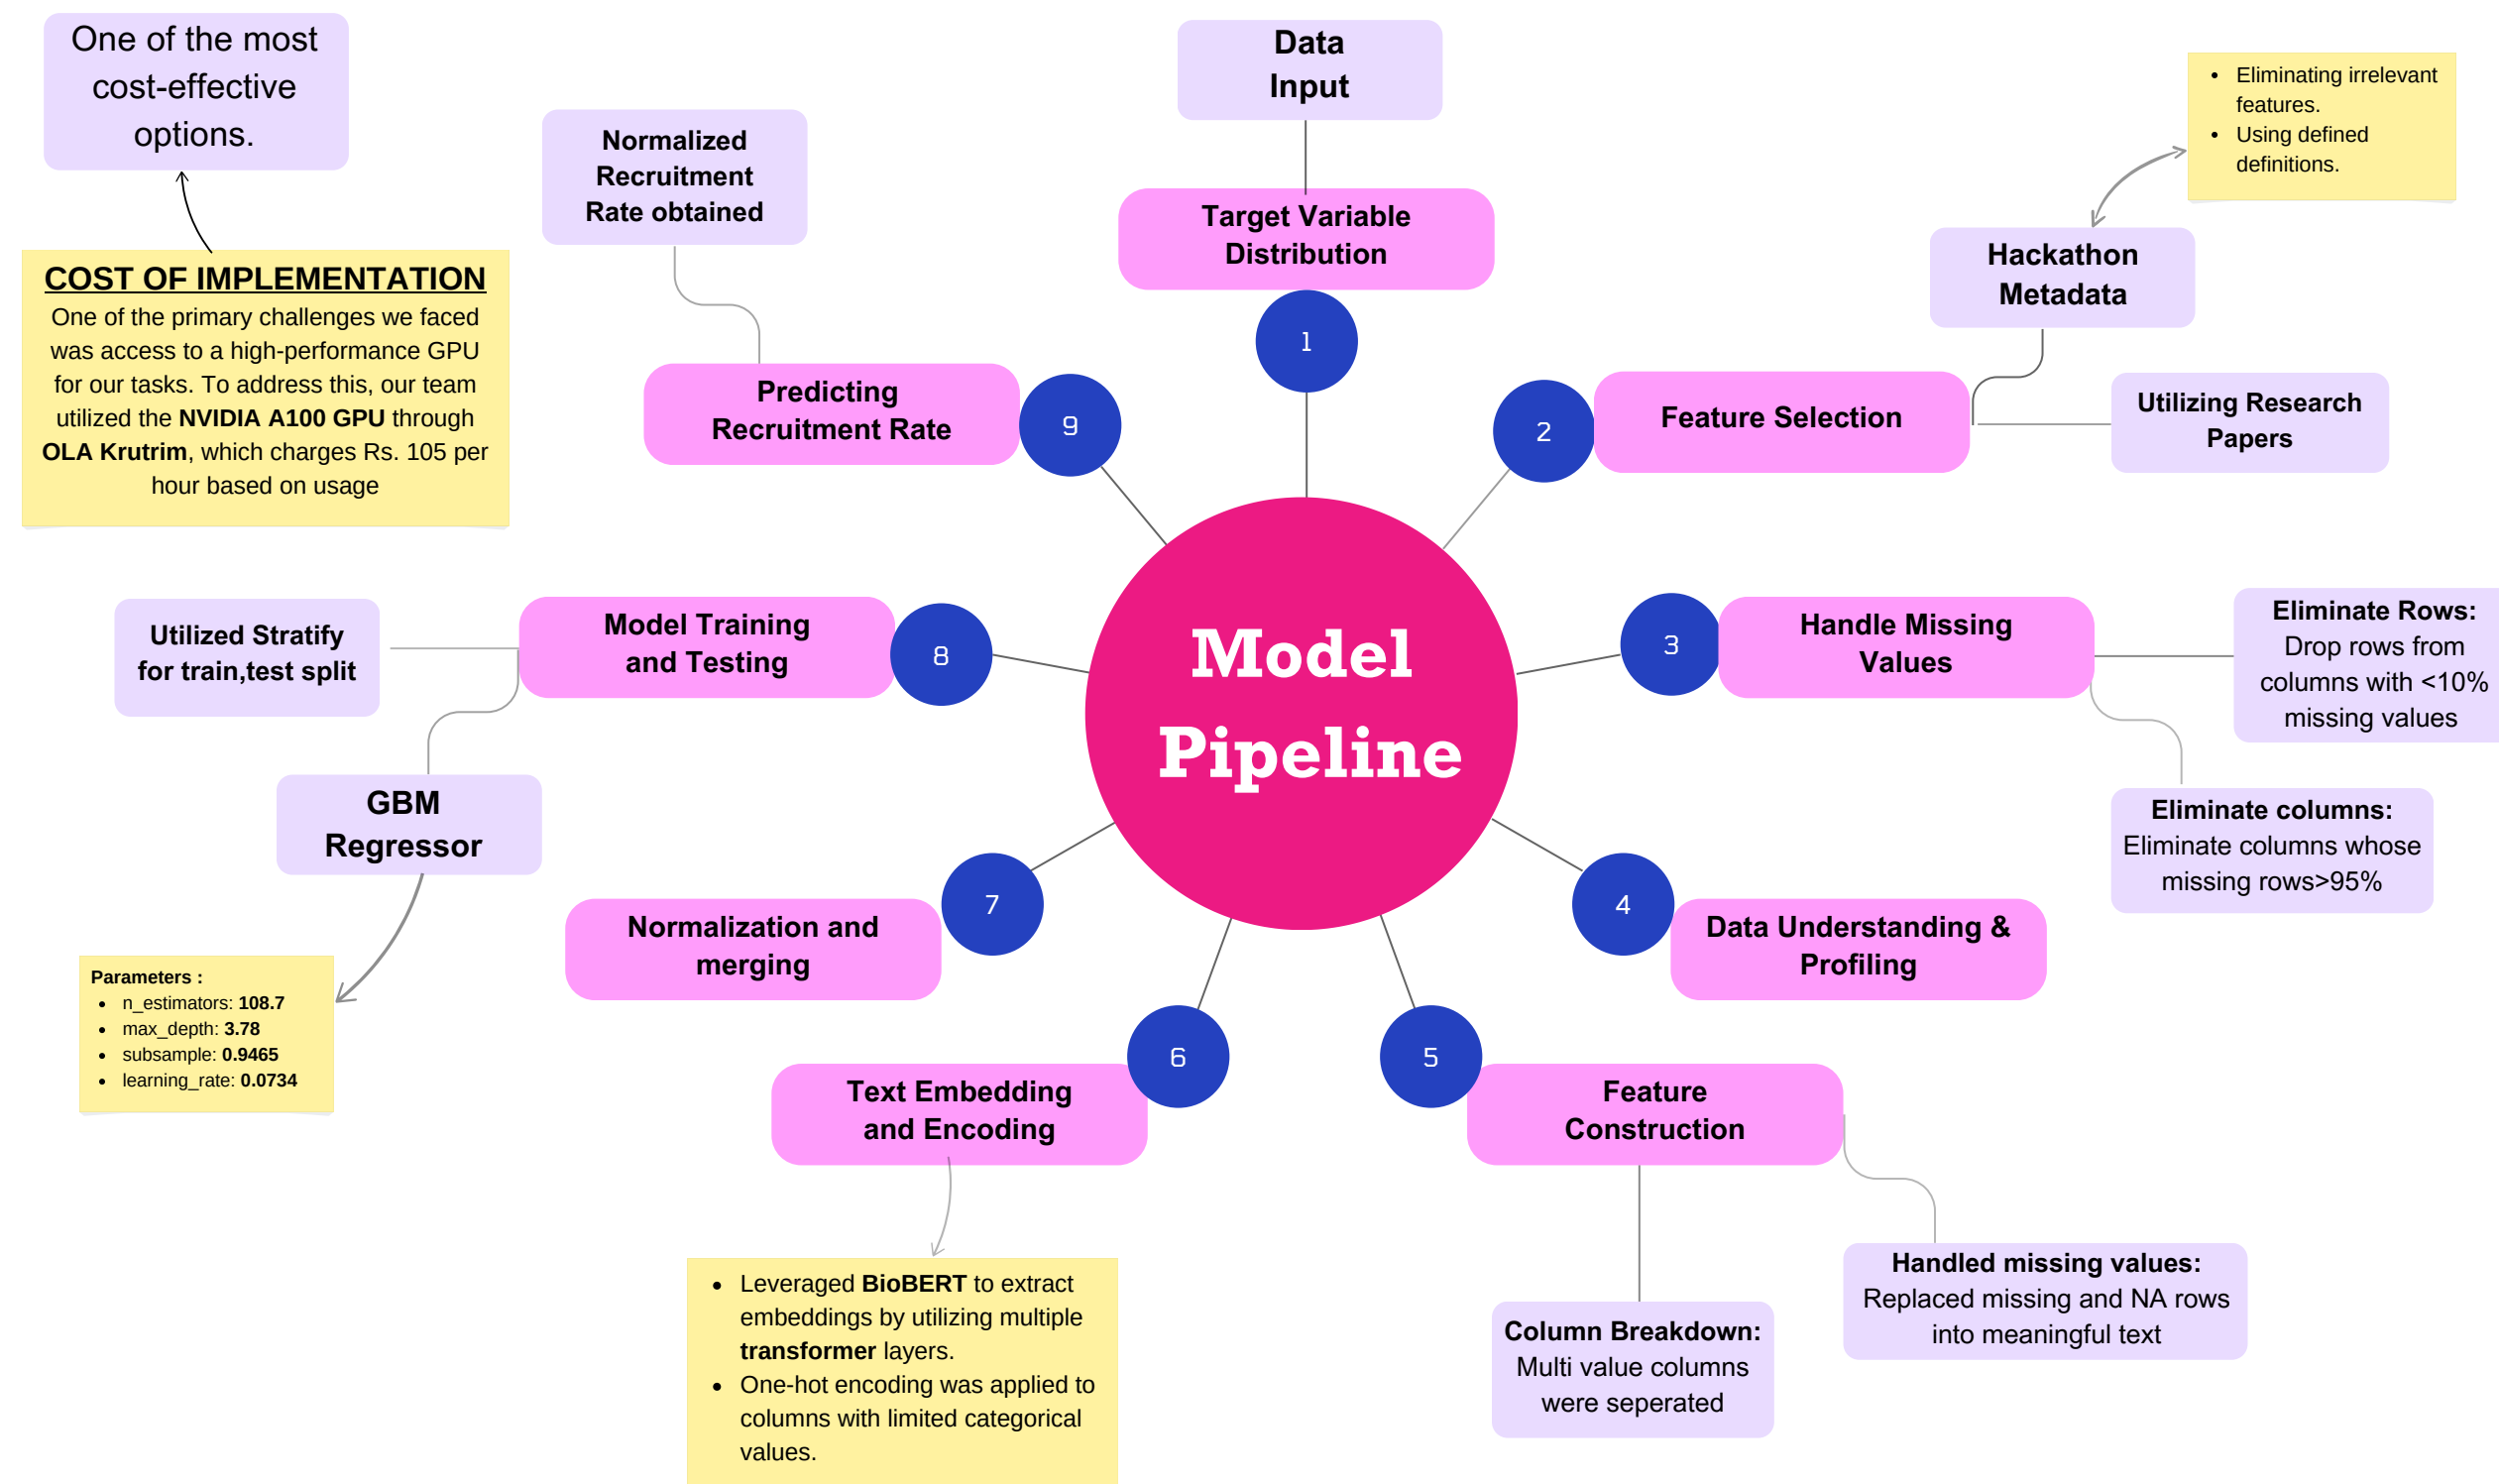 One of the most
cost-effective
options.
COST OF IMPLEMENTATION
One of the primary challenges we faced
was access to a high-performance GPU
for our tasks. To address this, our team
utilized the NVIDIA A100 GPU through
OLA Krutrim, which charges Rs. 105 per
hour based on usage
Normalized
Recruitment
Rate obtained
Predicting
Recruitment Rate
9
Data
Input
Target Variable
Distribution
1
• Eliminating irrelevant
features.
• Using defined
definitions.
Hackathon
Metadata
2
Feature Selection
Utilizing Research
Papers
Model
Pipeline
3
Handle Missing
Values
Eliminate Rows:
Drop rows from
columns with <10%
missing values
Eliminate columns:
Eliminate columns whose
missing rows>95%
4
Data Understanding &
Profiling
5
Feature
Construction
Handled missing values:
Replaced missing and NA rows
into meaningful text
Column Breakdown:
Multi value columns
were seperated
6
Text Embedding
and Encoding
• Leveraged BioBERT to extract
embeddings by utilizing multiple
transformer layers.
• One-hot encoding was applied to
columns with limited categorical
values.
7
Normalization and
merging
8
Model Training
and Testing
Utilized Stratify
for train,test split
GBM
Regressor
Parameters :
• n_estimators: 108.7
• max_depth: 3.78
• subsample: 0.9465
• learning_rate: 0.0734